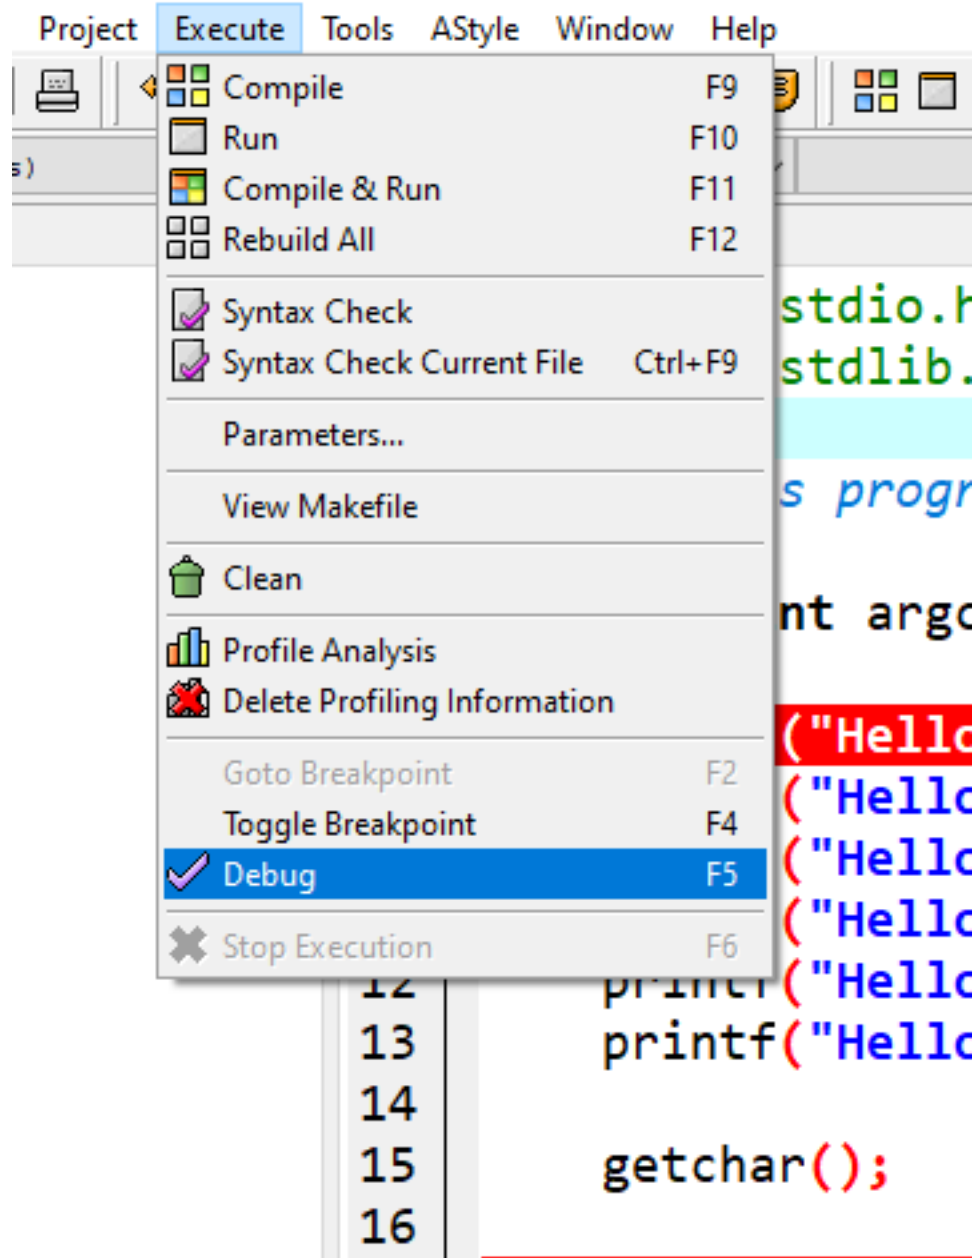 Project Execute Tools AStyle Window Help
s)
Compile F9
Run F10
Compile & Run F11
Rebuild All F12
Syntax Check
Syntax Check Current File Ctrl+F9
Parameters...
View Makefile
Clean
Profile Analysis
Delete Profiling Information
Goto Breakpoint F2
Toggle Breakpoint F4
Debug F5
Stop Execution F6
stdio.h
stdlib.
s progr
nt argc
("Hello
("Hello
("Hello
("Hello
12 printf("Hello
13 printf("Hello
14
15 getchar();
16